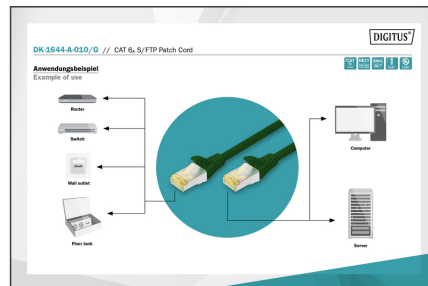 DIGITUS®
DK-1644-A-010/G // CAT 6A S/FTP Patch Cord
Anwendungsbeispiel
Example of use
CAT
Router
Switch
Wall outlet
Floor tank
Computer
Server